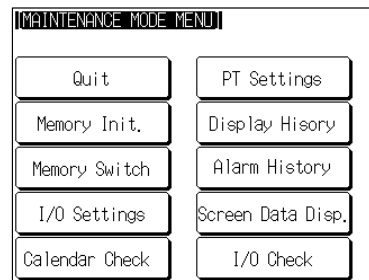 [MAINTENANCE MODE MENU]
Quit
PT Settings
Memory Init.
Display Hisory
Memory Switch
Alarm History
I/O Settings
Screen Data Disp.
Calendar Check
I/O Check